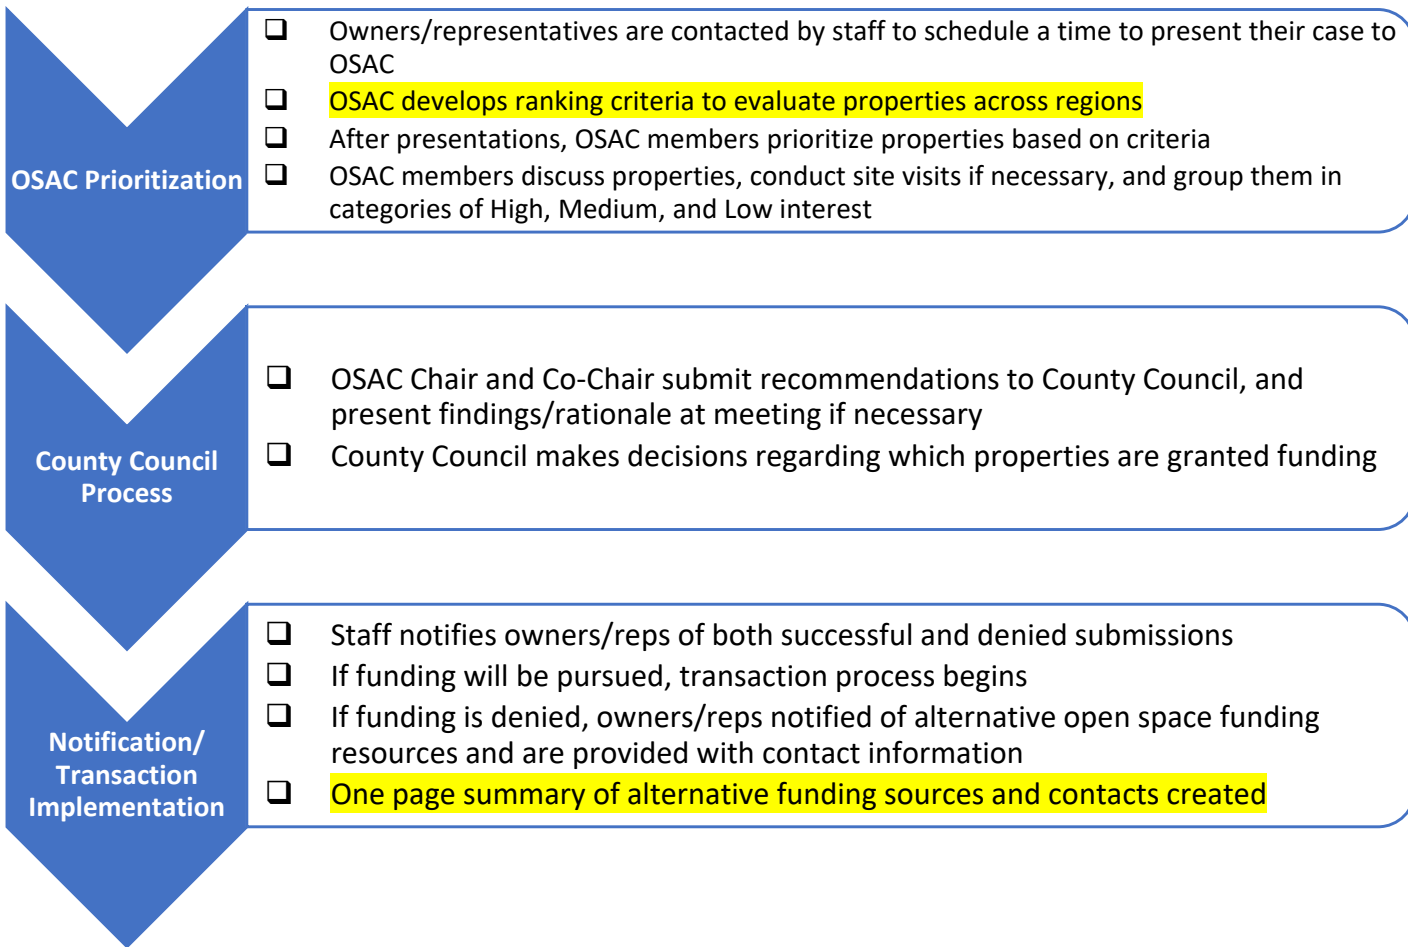 OSAC Prioritization
❑ Owners/representatives are contacted by staff to schedule a time to present their case to
OSAC
❑ OSAC develops ranking criteria to evaluate properties across regions
❑ After presentations, OSAC members prioritize properties based on criteria
❑ OSAC members discuss properties, conduct site visits if necessary, and group them in
categories of High, Medium, and Low interest
County Council
Process
❑ OSAC Chair and Co-Chair submit recommendations to County Council, and
present findings/rationale at meeting if necessary
❑ County Council makes decisions regarding which properties are granted funding
Notification/
Transaction
Implementation
❑ Staff notifies owners/reps of both successful and denied submissions
❑ If funding will be pursued, transaction process begins
❑ If funding is denied, owners/reps notified of alternative open space funding
resources and are provided with contact information
❑ One page summary of alternative funding sources and contacts created